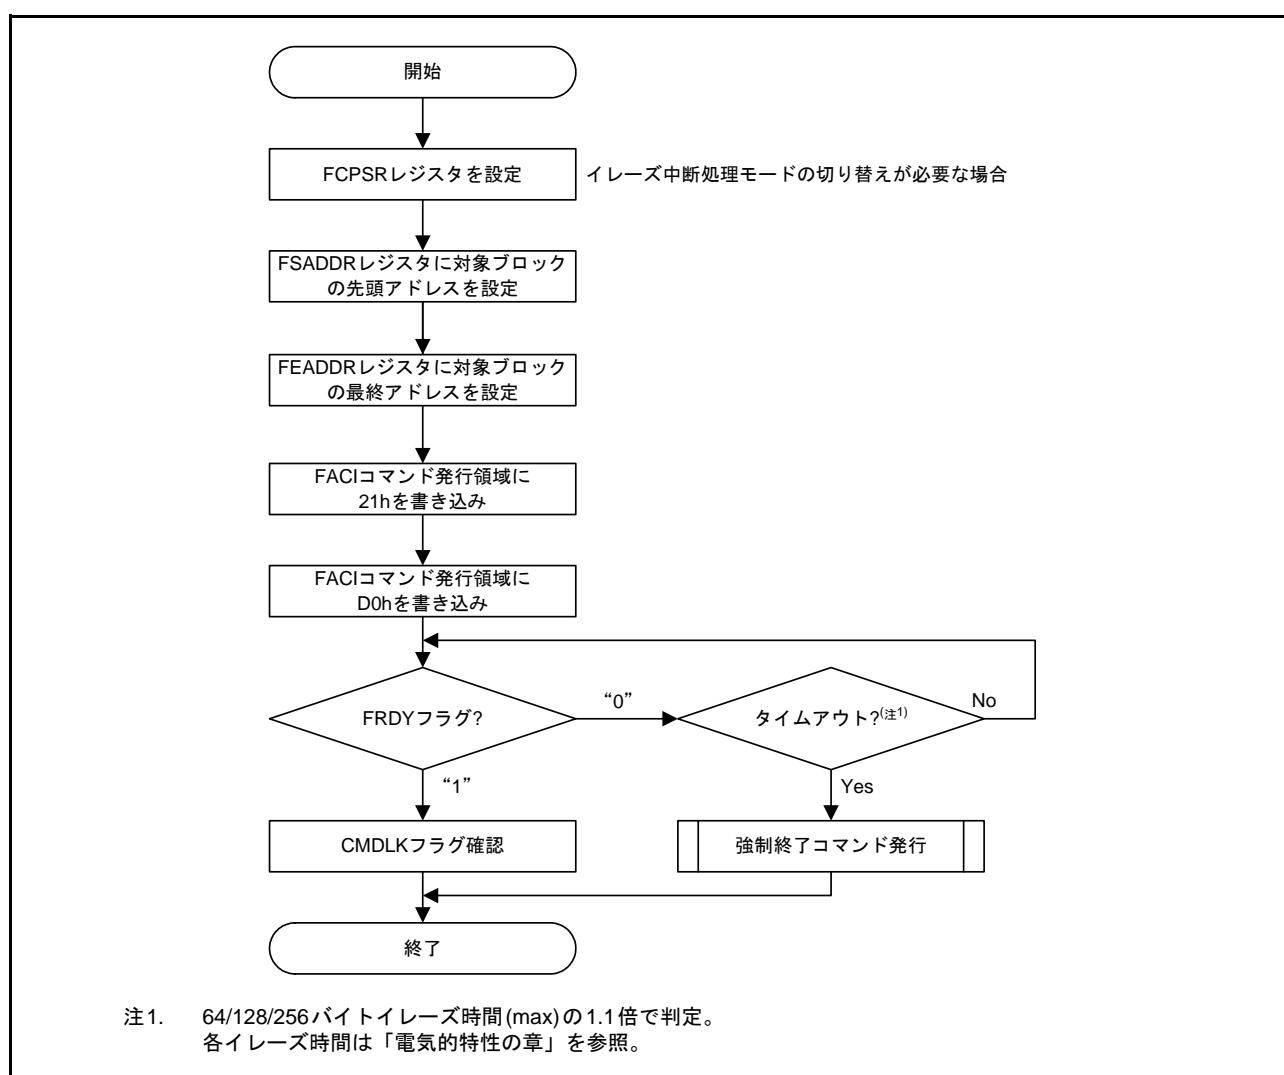 開始
FCPSRレジスタを設定
イレーズ中断処理モードの切り替えが必要な場合
FSADDRレジスタに対象ブロック
の先頭アドレスを設定
FEADDRレジスタに対象ブロック
の最終アドレスを設定
FACIコマンド発行領域に
21hを書き込み
FACIコマンド発行領域に
D0hを書き込み
FRDYフラグ?
“0”
タイムアウト?(注1)
No
“1”
Yes
CMDLKフラグ確認
強制終了コマンド発行
終了
注1. 64/128/256バイトイレーズ時間(max)の1.1倍で判定。
各イレーズ時間は「電気的特性の章」を参照。